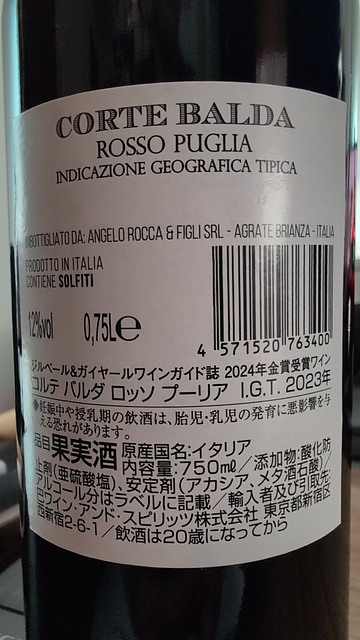 CORTE BALDA
ROSSO PUGLIA
INDICAZIONE GEOGRAFICA TIPICA
IMBOTTIGLIATO DA: ANGELO ROCCA & FIGLI SRL - AGRATE BRIANZA - ITALIA
PRODOTTO IN ITALIA
CONTIENE SOLFITI
12%vol 0,75L℮
4 571520 763400
ジルベール&ガイヤールワインガイド誌 2024年金賞受賞ワイン
コルテ バルダ ロッソ プーリア I.G.T. 2023年
◆妊娠中や授乳期の飲酒は、胎児・乳児の発育に悪影響を与
える恐れがあります。
品目果実酒 原産国名:イタリア
内容量:750㎖/添加物:酸化防
止剤(亜硫酸塩)、安定剤(アカシア、メタ酒石酸)
アルコール分はラベルに記載/輸入者及び引取先:
ワイン・アンド・スピリッツ株式会社 東京都新宿区
西新宿2-6-1/飲酒は20歳になってから